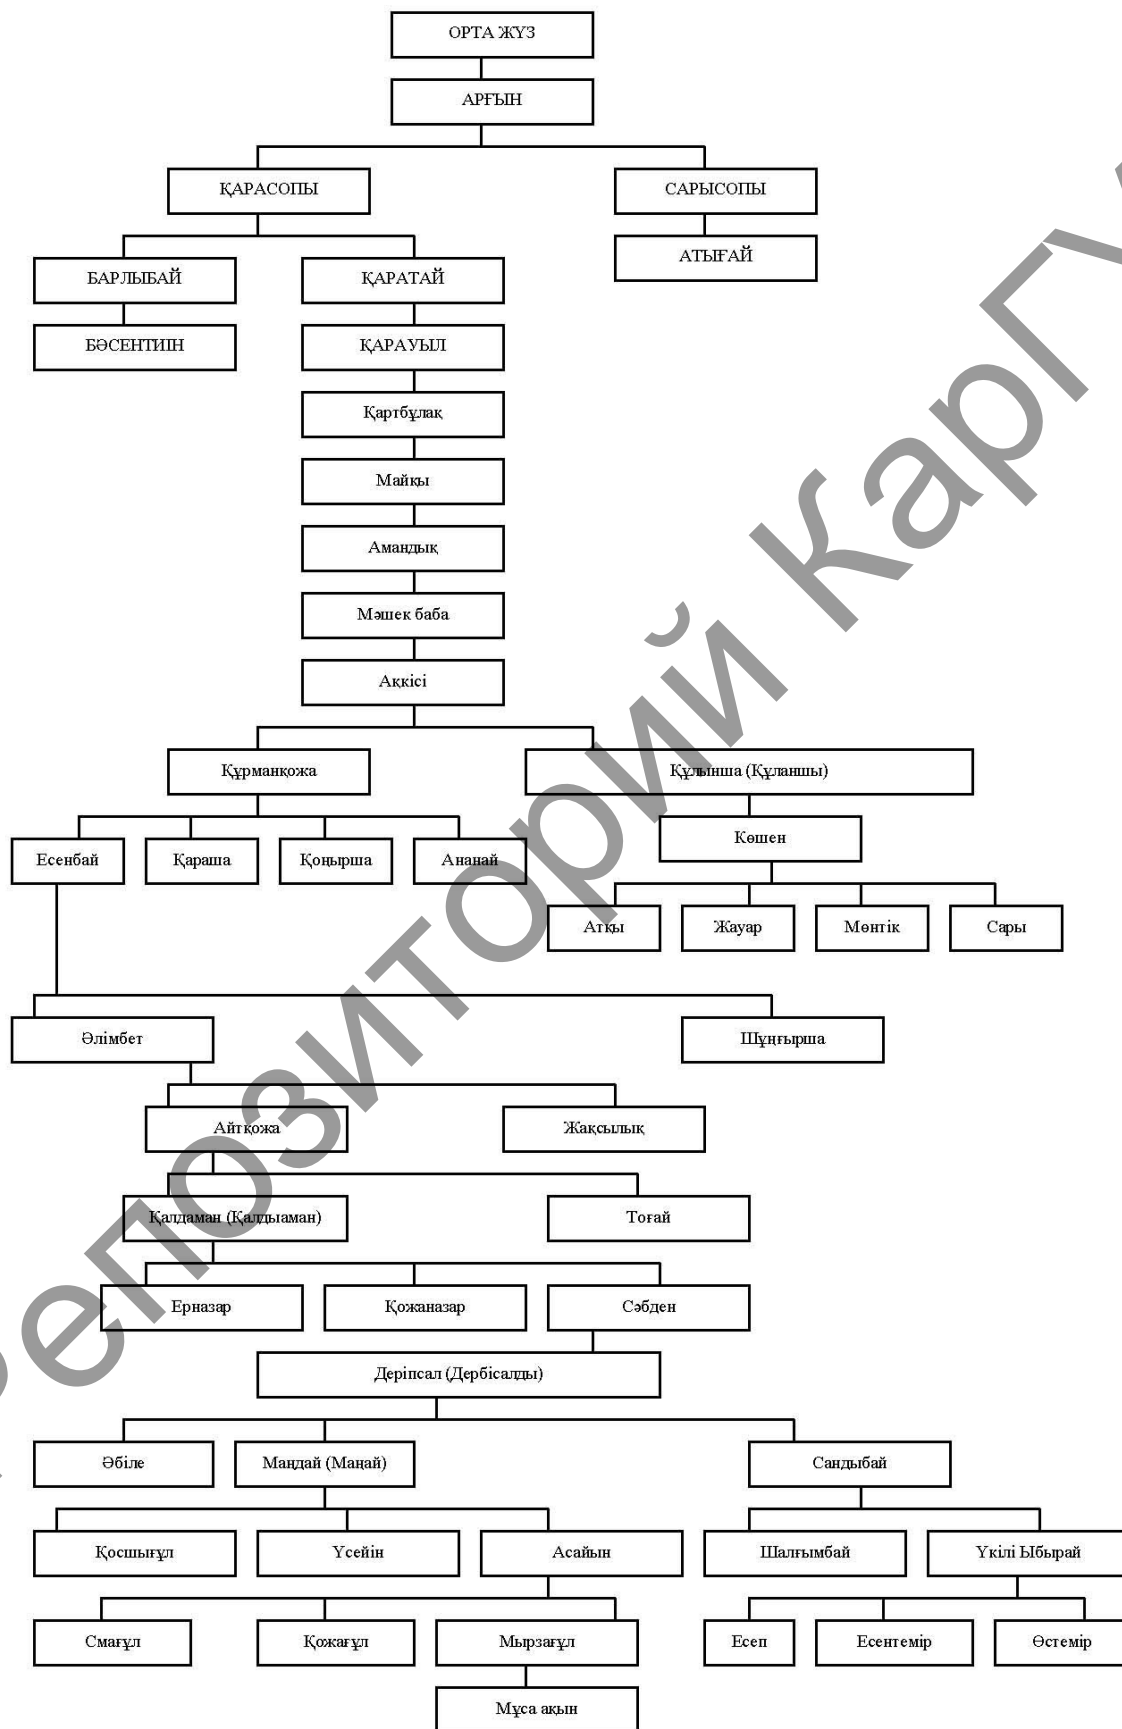 ОРТА ЖҮЗ
АРҒЫН
ҚАРАСОПЫ
САРЫСОПЫ
БАРЛЫБАЙ
ҚАРАТАЙ
АТЫҒАЙ
БӘСЕНТИІН
ҚАРАУЫЛ
Қартбұлақ
Майқы
Амандық
Мәшек баба
Ақкісі
Құрманқожа
Құлынша (Құланшы)
Есенбай
Қараша
Қоңырша
Ананай
Көшен
Атқы
Жауар
Мөнтік
Сары
Әлімбет
Шұңғырша
Айтқожа
Жақсылық
Қалдаман (Қалдыаман)
Тоғай
Ерназар
Қожаназар
Сәбден
Деріпсал (Дербісалды)
Әбіле
Маңдай (Маңай)
Сандыбай
Қосшығұл
Үсейін
Асайын
Шалғымбай
Үкілі Ыбырай
Смағұл
Қожағұл
Мырзағұл
Есеп
Есентемір
Өстемір
Мұса ақын
Репозиторий КарГУ